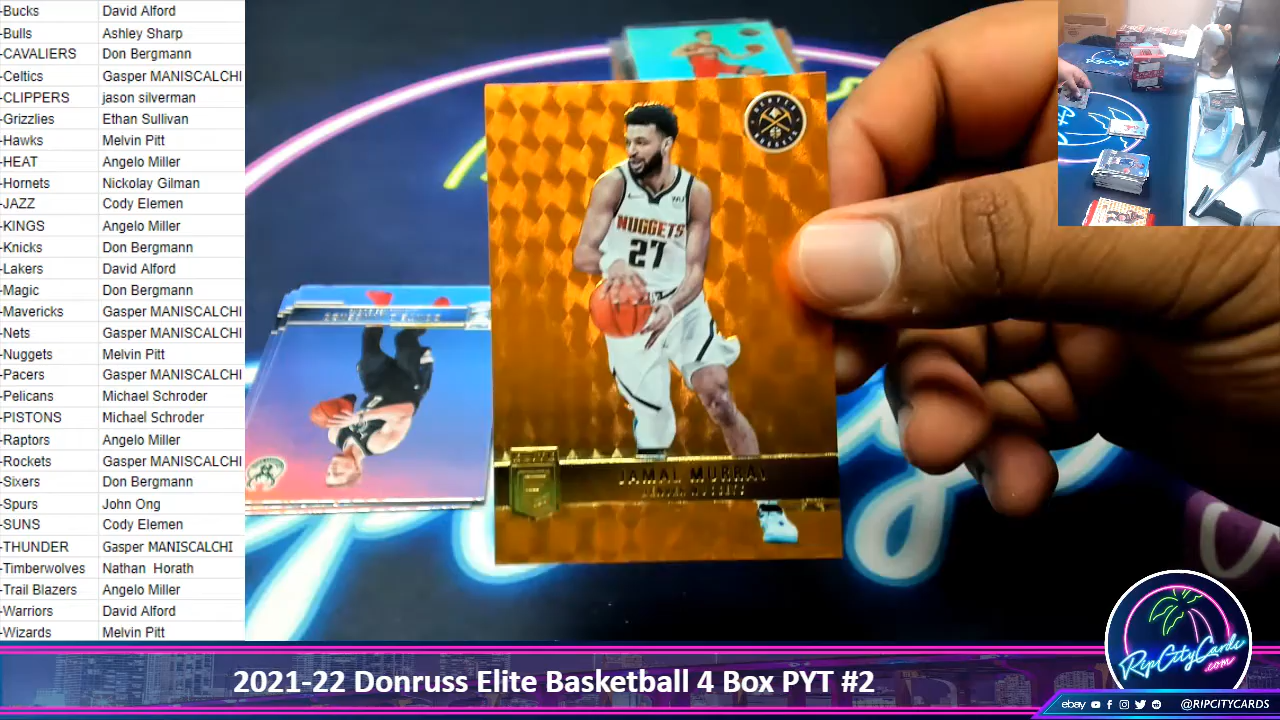 -Bucks David Alford
-Bulls Ashley Sharp
-CAVALIERS Don Bergmann
-Celtics Gasper MANISCALCHI
-CLIPPERS jason silverman
-Grizzlies Ethan Sullivan
-Hawks Melvin Pitt
-HEAT Angelo Miller
-Hornets Nickolay Gilman
-JAZZ Cody Elemen
-KINGS Angelo Miller
-Knicks Don Bergmann
-Lakers David Alford
-Magic Don Bergmann
-Mavericks Gasper MANISCALCHI
-Nets Gasper MANISCALCHI
-Nuggets Melvin Pitt
-Pacers Gasper MANISCALCHI
-Pelicans Michael Schroder
-PISTONS Michael Schroder
-Raptors Angelo Miller
-Rockets Gasper MANISCALCHI
-Sixers Don Bergmann
-Spurs John Ong
-SUNS Cody Elemen
-THUNDER Gasper MANISCALCHI
-Timberwolves Nathan Horath
-Trail Blazers Angelo Miller
-Warriors David Alford
-Wizards Melvin Pitt
DENVER
NUGGETS
NUGGETS
27
JAMAL MURRAY
RipCityCards
.com
2021-22 Donruss Elite Basketball 4 Box PYT #2
ebay @RIPCITYCARDS